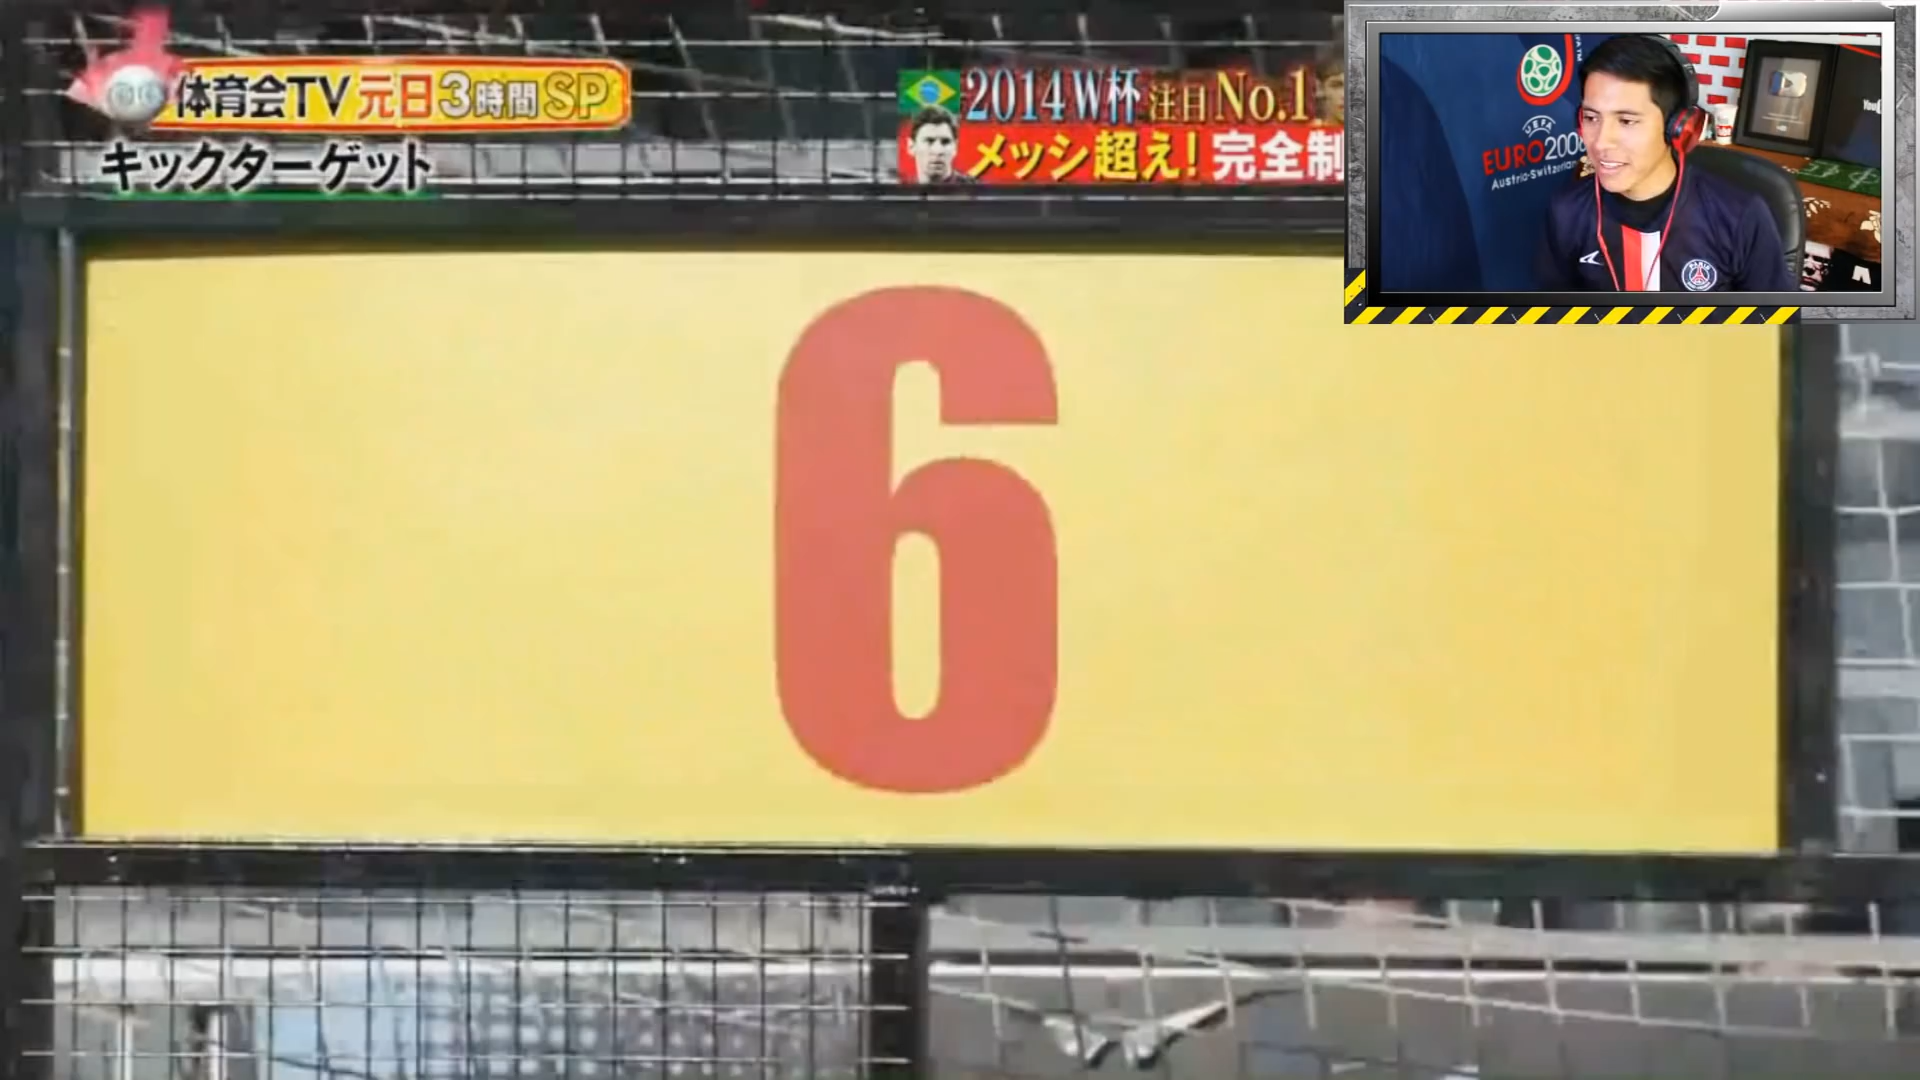 体育会TV 元日3時間SP
キックターゲット
2014W杯 注目No.1
メッシ超え！完全制
UEFA
EURO2008
Austria-Switzerland
6
PARIS